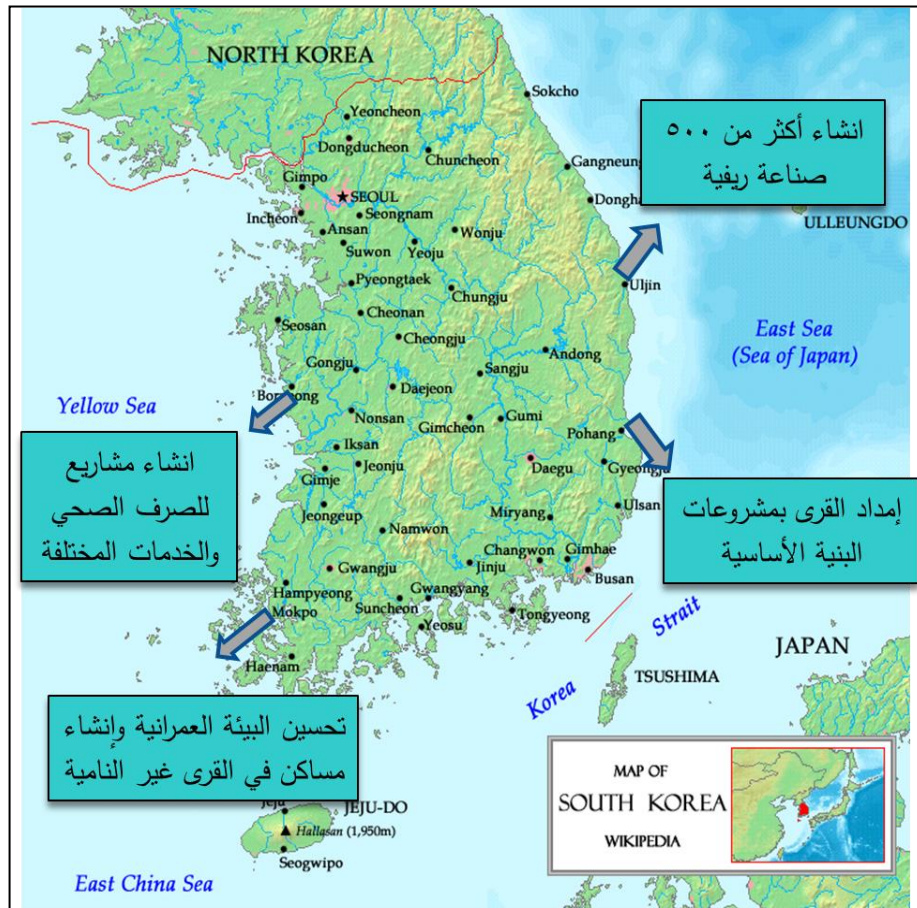 NORTH KOREA
Sokcho
Yeoncheon
Dongducheon
Chuncheon
انشاء أكثر من ٥٠٠
صناعة ريفية
Gangneung
Gimpo
SEOUL
Donghae
ULLEUNGDO
Incheon
Seongnam
Ansan
Wonju
Suwon
Yeoju
Pyeongtaek
Uljin
Chungju
Cheonan
Seosan
Cheongju
East Sea
(Sea of Japan)
Andong
Gongju
Sangju
Daejeon
Yellow Sea
Nonsan
Gimcheon
Gumi
Pohang
Iksan
Daegu
Gyeongju
انشاء مشاريع
للصرف الصحي
والخدمات المختلفة
Jeonju
Gimje
Jeongeup
Ulsan
Miryang
إمداد القرى بمشروعات
البنية الأساسية
Namwon
Changwon
Gimhae
Gwangju
Jinju
Busan
Hampyeong
Gwangyang
Suncheon
Mokpo
Tongyeong
Yeosu
Korea Strait
JAPAN
Haenam
TSUSHIMA
تحسين البيئة العمرانية وإنشاء
مساكن في القرى غير النامية
MAP OF
SOUTH KOREA
WIKIPEDIA
Jeju
JEJU-DO
Hallasan (1,950m)
Seogwipo
East China Sea